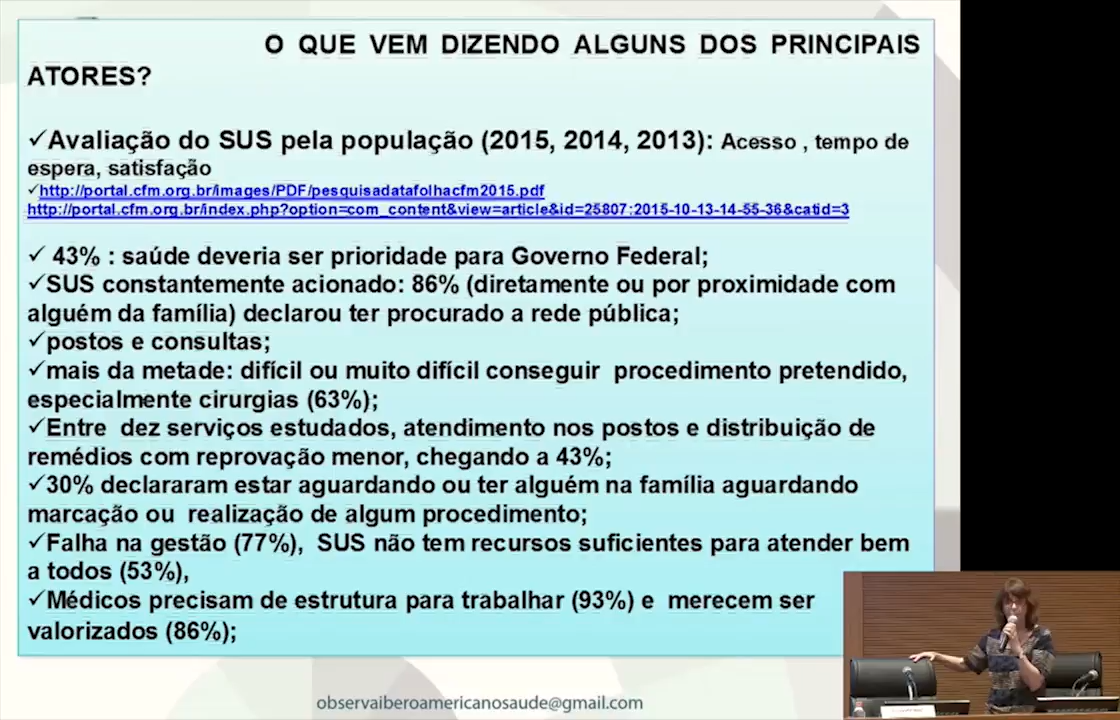 O QUE VEM DIZENDO ALGUNS DOS PRINCIPAIS
ATORES?
✓Avaliação do SUS pela população (2015, 2014, 2013): Acesso , tempo de
espera, satisfação
✓http://portal.cfm.org.br/images/PDF/pesquisadatafolhacfm2015.pdf
http://portal.cfm.org.br/index.php?option=com_content&view=article&id=25807:2015-10-13-14-55-36&catid=3
✓ 43% : saúde deveria ser prioridade para Governo Federal;
✓SUS constantemente acionado: 86% (diretamente ou por proximidade com
alguém da família) declarou ter procurado a rede pública;
✓postos e consultas;
✓mais da metade: difícil ou muito difícil conseguir procedimento pretendido,
especialmente cirurgias (63%);
✓Entre dez serviços estudados, atendimento nos postos e distribuição de
remédios com reprovação menor, chegando a 43%;
✓30% declararam estar aguardando ou ter alguém na família aguardando
marcação ou realização de algum procedimento;
✓Falha na gestão (77%), SUS não tem recursos suficientes para atender bem
a todos (53%),
✓Médicos precisam de estrutura para trabalhar (93%) e merecem ser
valorizados (86%);
observaiberoamericanosaude@gmail.com